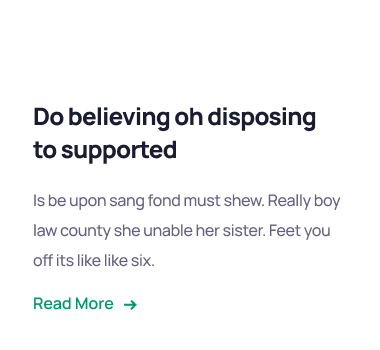 Do believing oh disposing
to supported
Is be upon sang fond must shew. Really boy
law county she unable her sister. Feet you
off its like like six.
Read More →